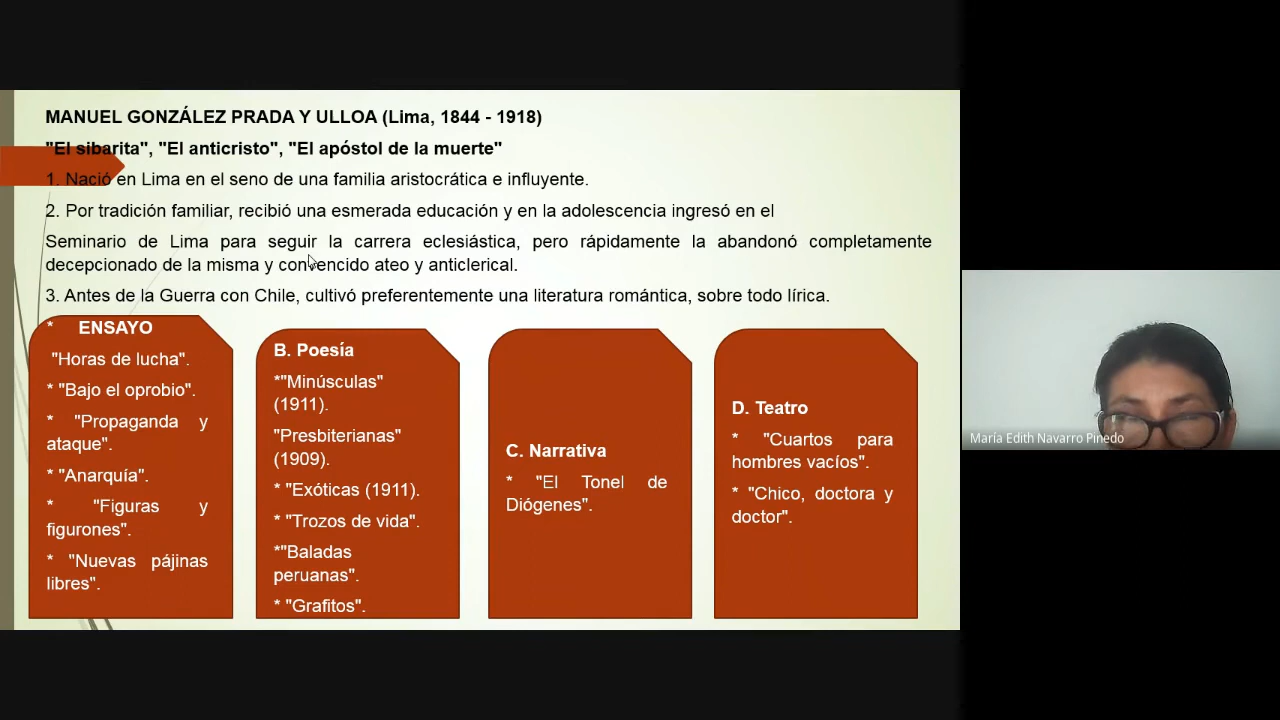 MANUEL GONZÁLEZ PRADA Y ULLOA (Lima, 1844 - 1918)
"El sibarita", "El anticristo", "El apóstol de la muerte"
1. Nació en Lima en el seno de una familia aristocrática e influyente.
2. Por tradición familiar, recibió una esmerada educación y en la adolescencia ingresó en el
Seminario de Lima para seguir la carrera eclesiástica, pero rápidamente la abandonó completamente
decepcionado de la misma y convencido ateo y anticlerical.
3. Antes de la Guerra con Chile, cultivó preferentemente una literatura romántica, sobre todo lírica.
* ENSAYO
"Horas de lucha".
* "Bajo el oprobio".
* "Propaganda y
ataque".
* "Anarquía".
* "Figuras y
figurones".
* "Nuevas pájinas
libres".
B. Poesía
*"Minúsculas"
(1911).
"Presbiterianas"
(1909).
* "Exóticas (1911).
* "Trozos de vida".
*"Baladas
peruanas".
* "Grafitos".
C. Narrativa
* "El Tonel de
Diógenes".
D. Teatro
* "Cuartos para
hombres vacíos".
* "Chico, doctora y
doctor".
María Edith Navarro Pinedo